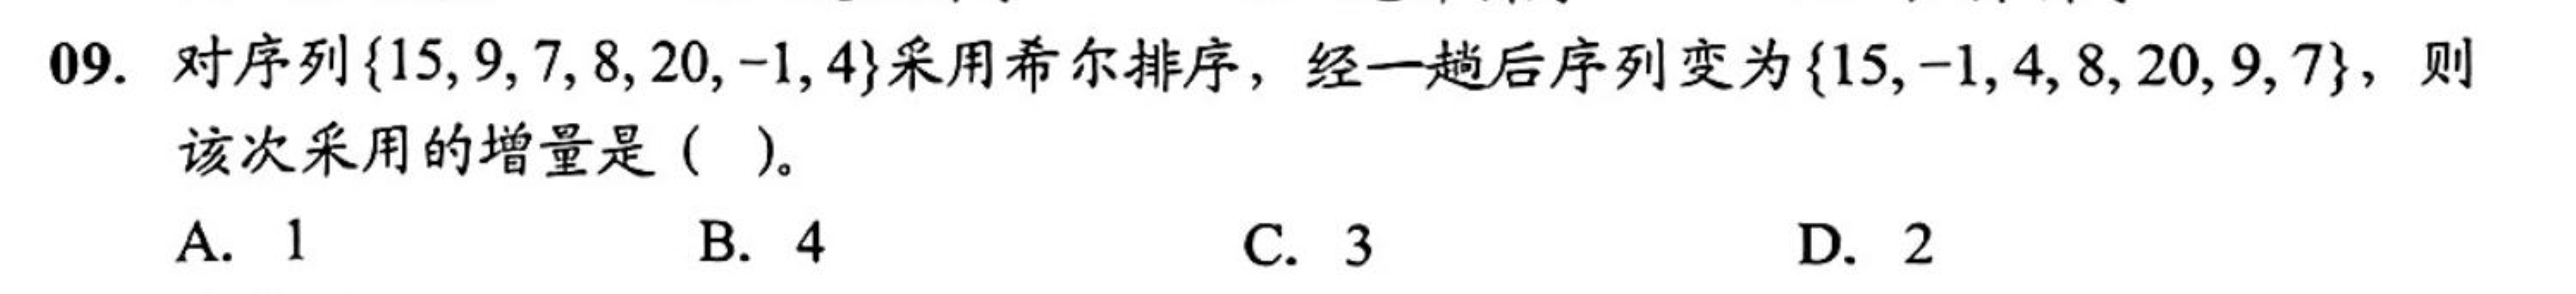 09. 对序列{15, 9, 7, 8, 20, −1, 4}采用希尔排序，经一趟后序列变为{15, −1, 4, 8, 20, 9, 7}，则
该次采用的增量是（ ）。
A. 1 B. 4 C. 3 D. 2